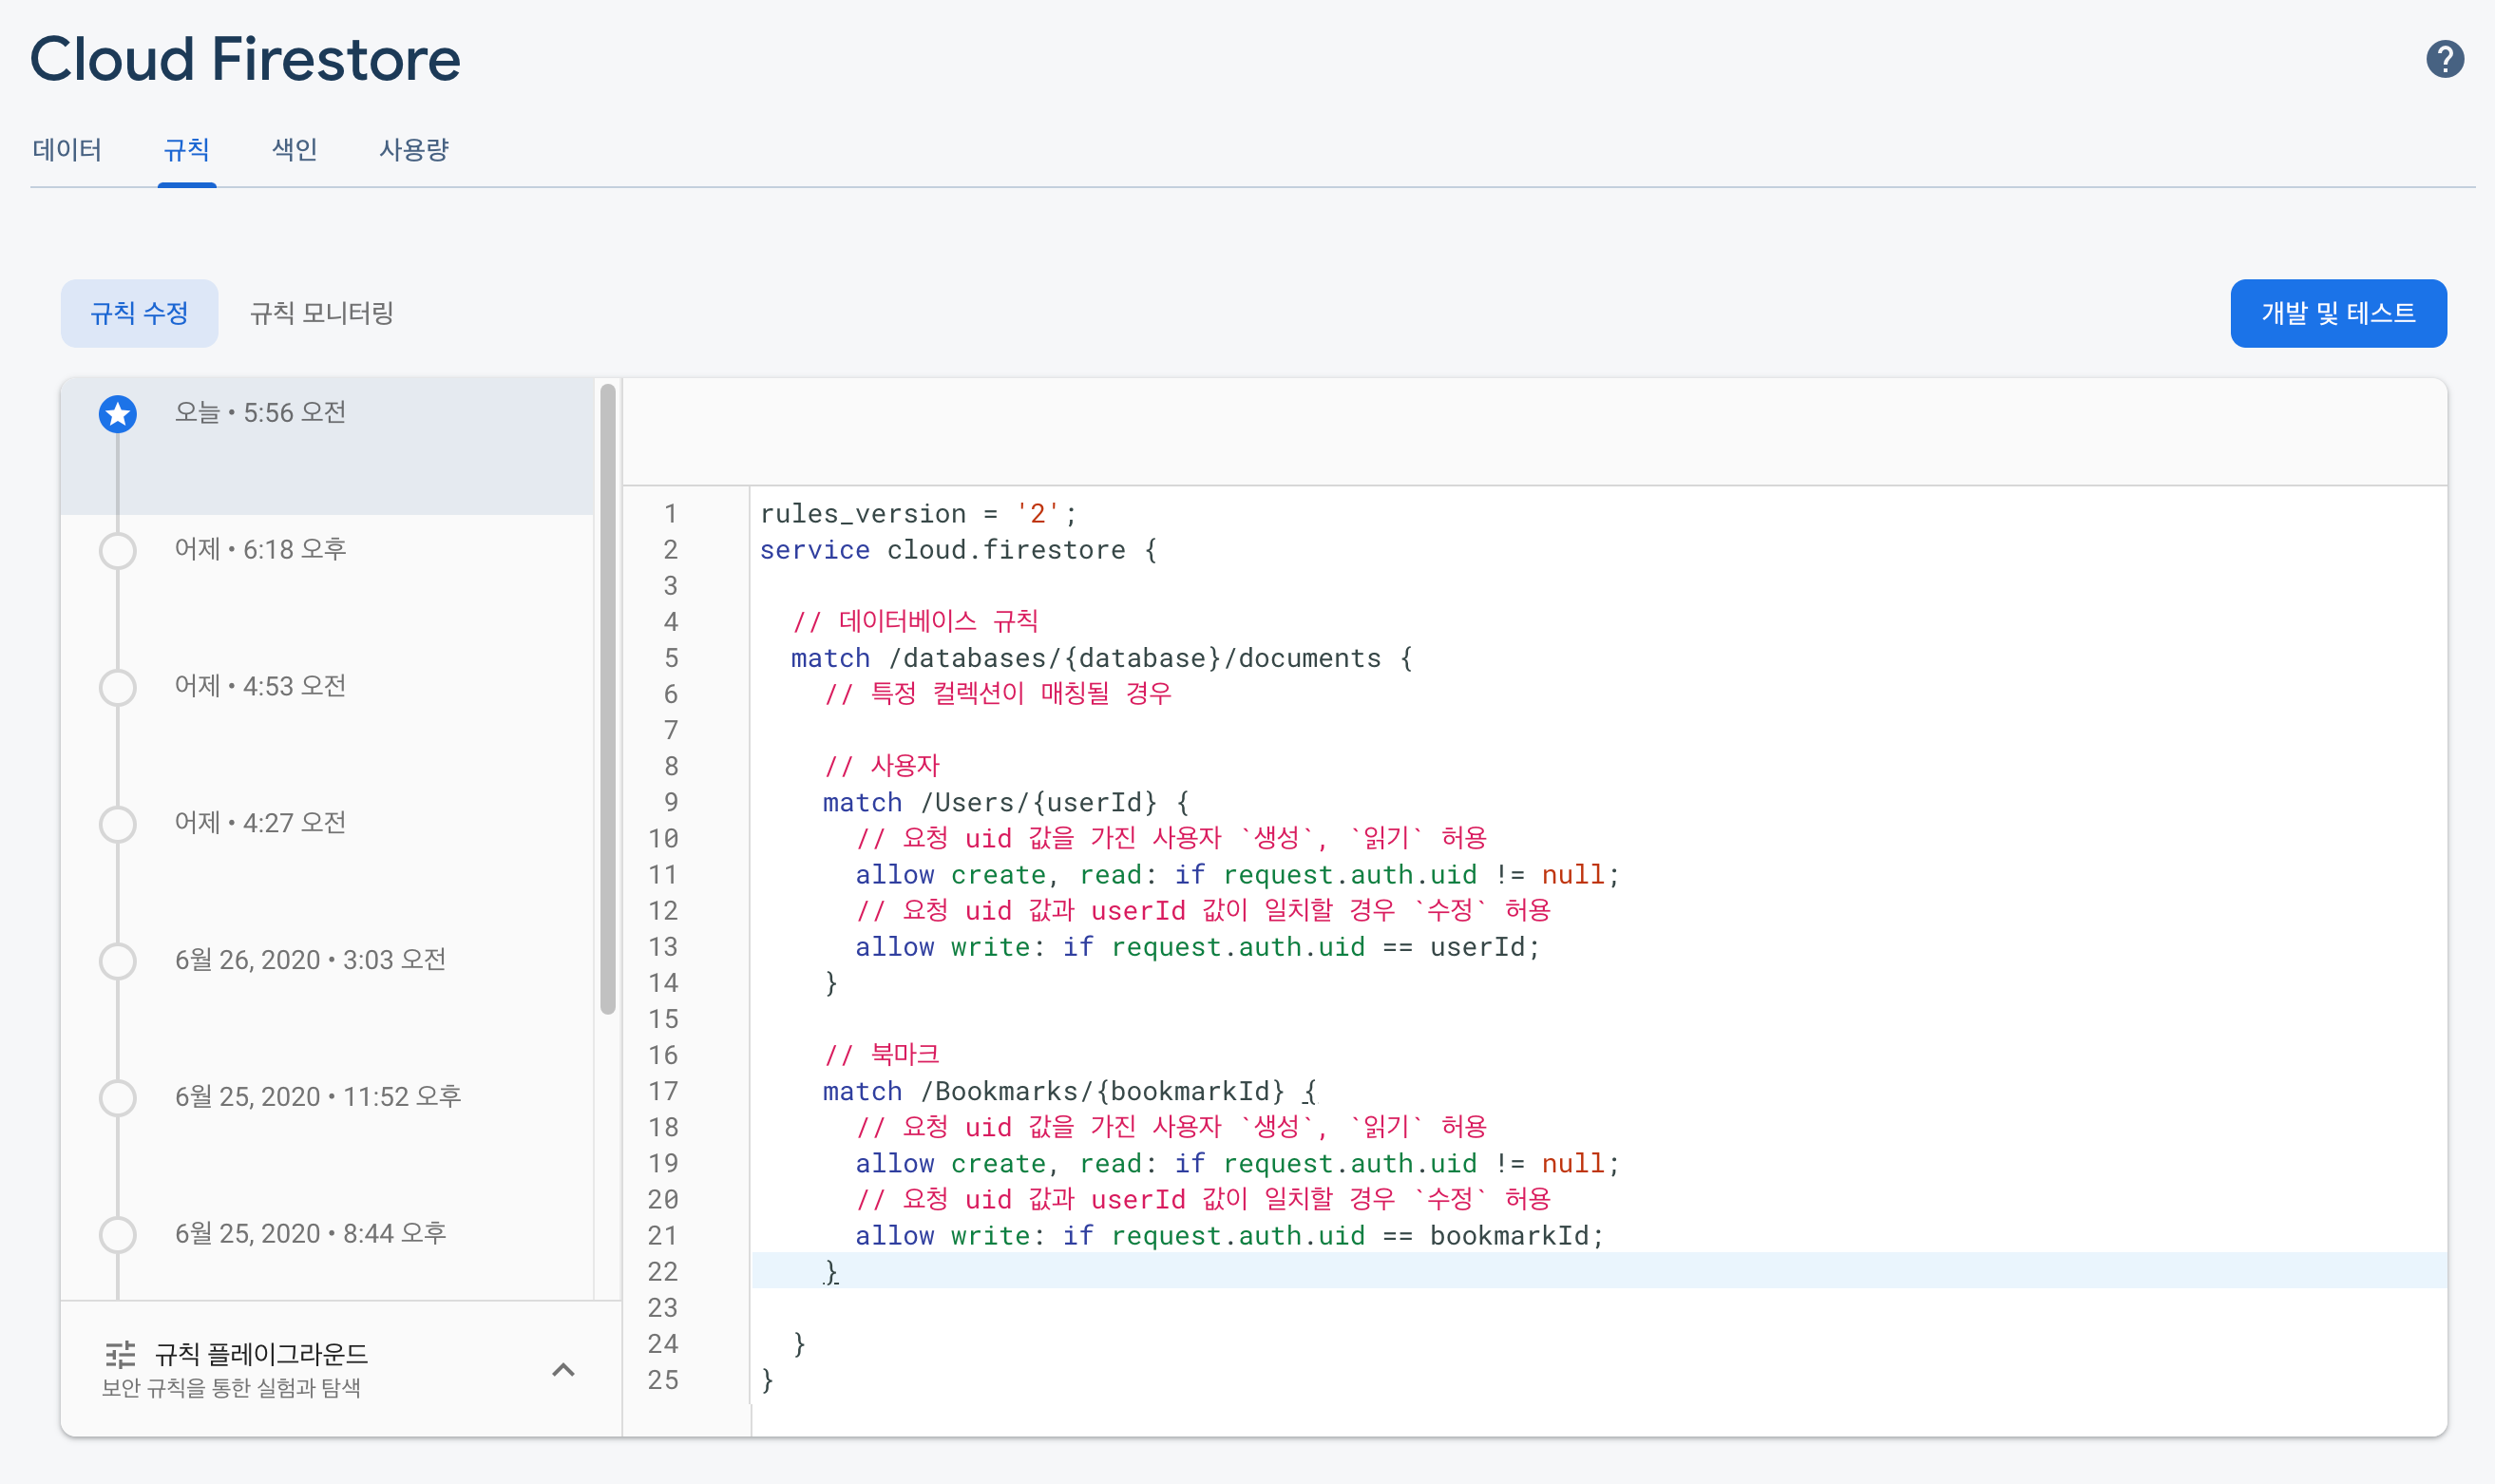 Cloud Firestore
데이터 규칙 색인 사용량
규칙 수정 규칙 모니터링 개발 및 테스트
오늘 • 5:56 오전
어제 • 6:18 오후
어제 • 4:53 오전
어제 • 4:27 오전
6월 26, 2020 • 3:03 오전
6월 25, 2020 • 11:52 오후
6월 25, 2020 • 8:44 오후
규칙 플레이그라운드
보안 규칙을 통한 실험과 탐색
1 rules_version = '2';
2 service cloud.firestore {
3
4 // 데이터베이스 규칙
5 match /databases/{database}/documents {
6 // 특정 컬렉션이 매칭될 경우
7
8 // 사용자
9 match /Users/{userId} {
10 // 요청 uid 값을 가진 사용자 `생성`, `읽기` 허용
11 allow create, read: if request.auth.uid != null;
12 // 요청 uid 값과 userId 값이 일치할 경우 `수정` 허용
13 allow write: if request.auth.uid == userId;
14 }
15
16 // 북마크
17 match /Bookmarks/{bookmarkId} {
18 // 요청 uid 값을 가진 사용자 `생성`, `읽기` 허용
19 allow create, read: if request.auth.uid != null;
20 // 요청 uid 값과 userId 값이 일치할 경우 `수정` 허용
21 allow write: if request.auth.uid == bookmarkId;
22 }
23
24 }
25 }